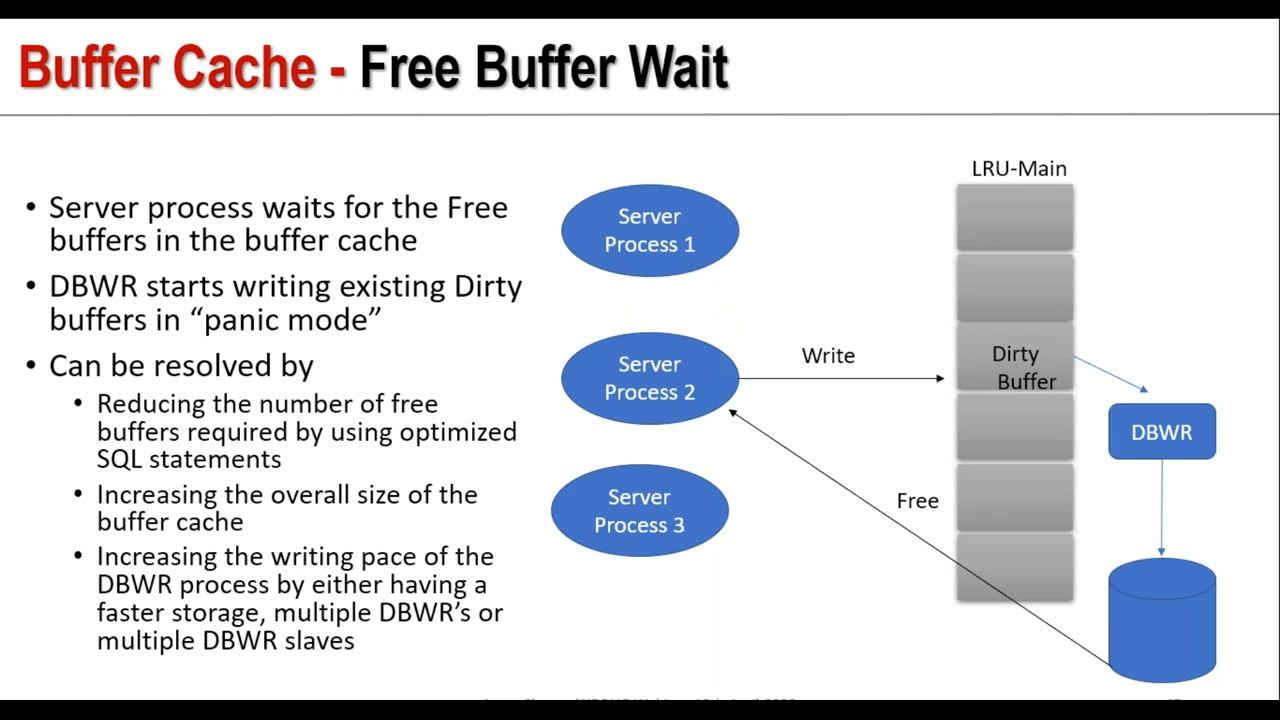 Buffer Cache - Free Buffer Wait
• Server process waits for the Free
buffers in the buffer cache
• DBWR starts writing existing Dirty
buffers in “panic mode”
• Can be resolved by
• Reducing the number of free
buffers required by using optimized
SQL statements
• Increasing the overall size of the
buffer cache
• Increasing the writing pace of the
DBWR process by either having a
faster storage, multiple DBWR’s or
multiple DBWR slaves
LRU-Main
Server
Process 1
Server
Process 2
Write
Dirty
Buffer
DBWR
Free
Server
Process 3